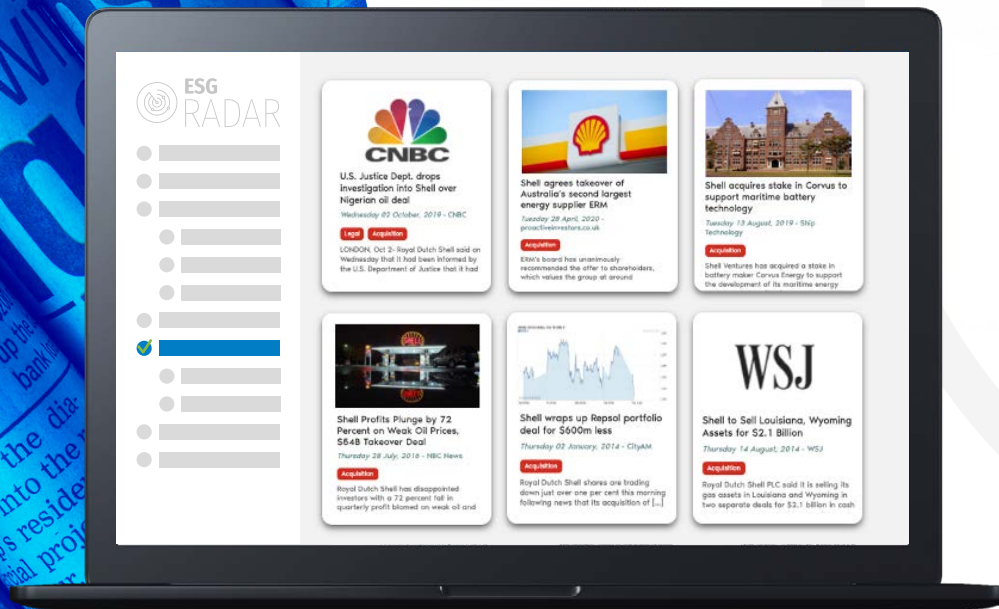 ESG
RADAR
CNBC
U.S. Justice Dept. drops
investigation into Shell over
Nigerian oil deal
Wednesday 02 October, 2019 - CNBC
Legal Acquisition
LONDON, Oct 2- Royal Dutch Shell said on
Wednesday that it had been informed by
the U.S. Department of Justice that it had
Shell agrees takeover of
Australia's second largest
energy supplier ERM
Tuesday 28 April, 2020 -
proactiveinvestors.co.uk
Acquisition
ERM's board has unanimously
recommended the offer to shareholders,
which values the group at around
Shell acquires stake in Corvus to
support maritime battery
technology
Tuesday 13 August, 2019 - Ship
Technology
Acquisition
Shell Ventures has acquired a stake in
battery maker Corvus Energy to support
the development of its maritime energy
Shell Profits Plunge by 72
Percent on Weak Oil Prices,
$64B Takeover Deal
Thursday 28 July, 2016 - NBC News
Acquisition
Royal Dutch Shell has disappointed
investors with a 72 percent fall in
quarterly profit blamed on weak oil and
Shell wraps up Repsol portfolio
deal for $600m less
Thursday 02 January, 2014 - CityAM
Acquisition
Royal Dutch Shell shares are trading
down just over one per cent this morning
following news that its acquisition of [...]
WSJ
Shell to Sell Louisiana, Wyoming
Assets for $2.1 Billion
Thursday 14 August, 2014 - WSJ
Acquisition
Royal Dutch Shell PLC said it is selling its
gas assets in Louisiana and Wyoming in
two separate deals for $2.1 billion in cash
up the
bank
the dia-
into the
's reside
cial proj